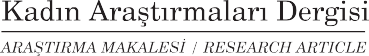 Kadın Araştırmaları Dergisi
ARAŞTIRMA MAKALESİ / RESEARCH ARTICLE